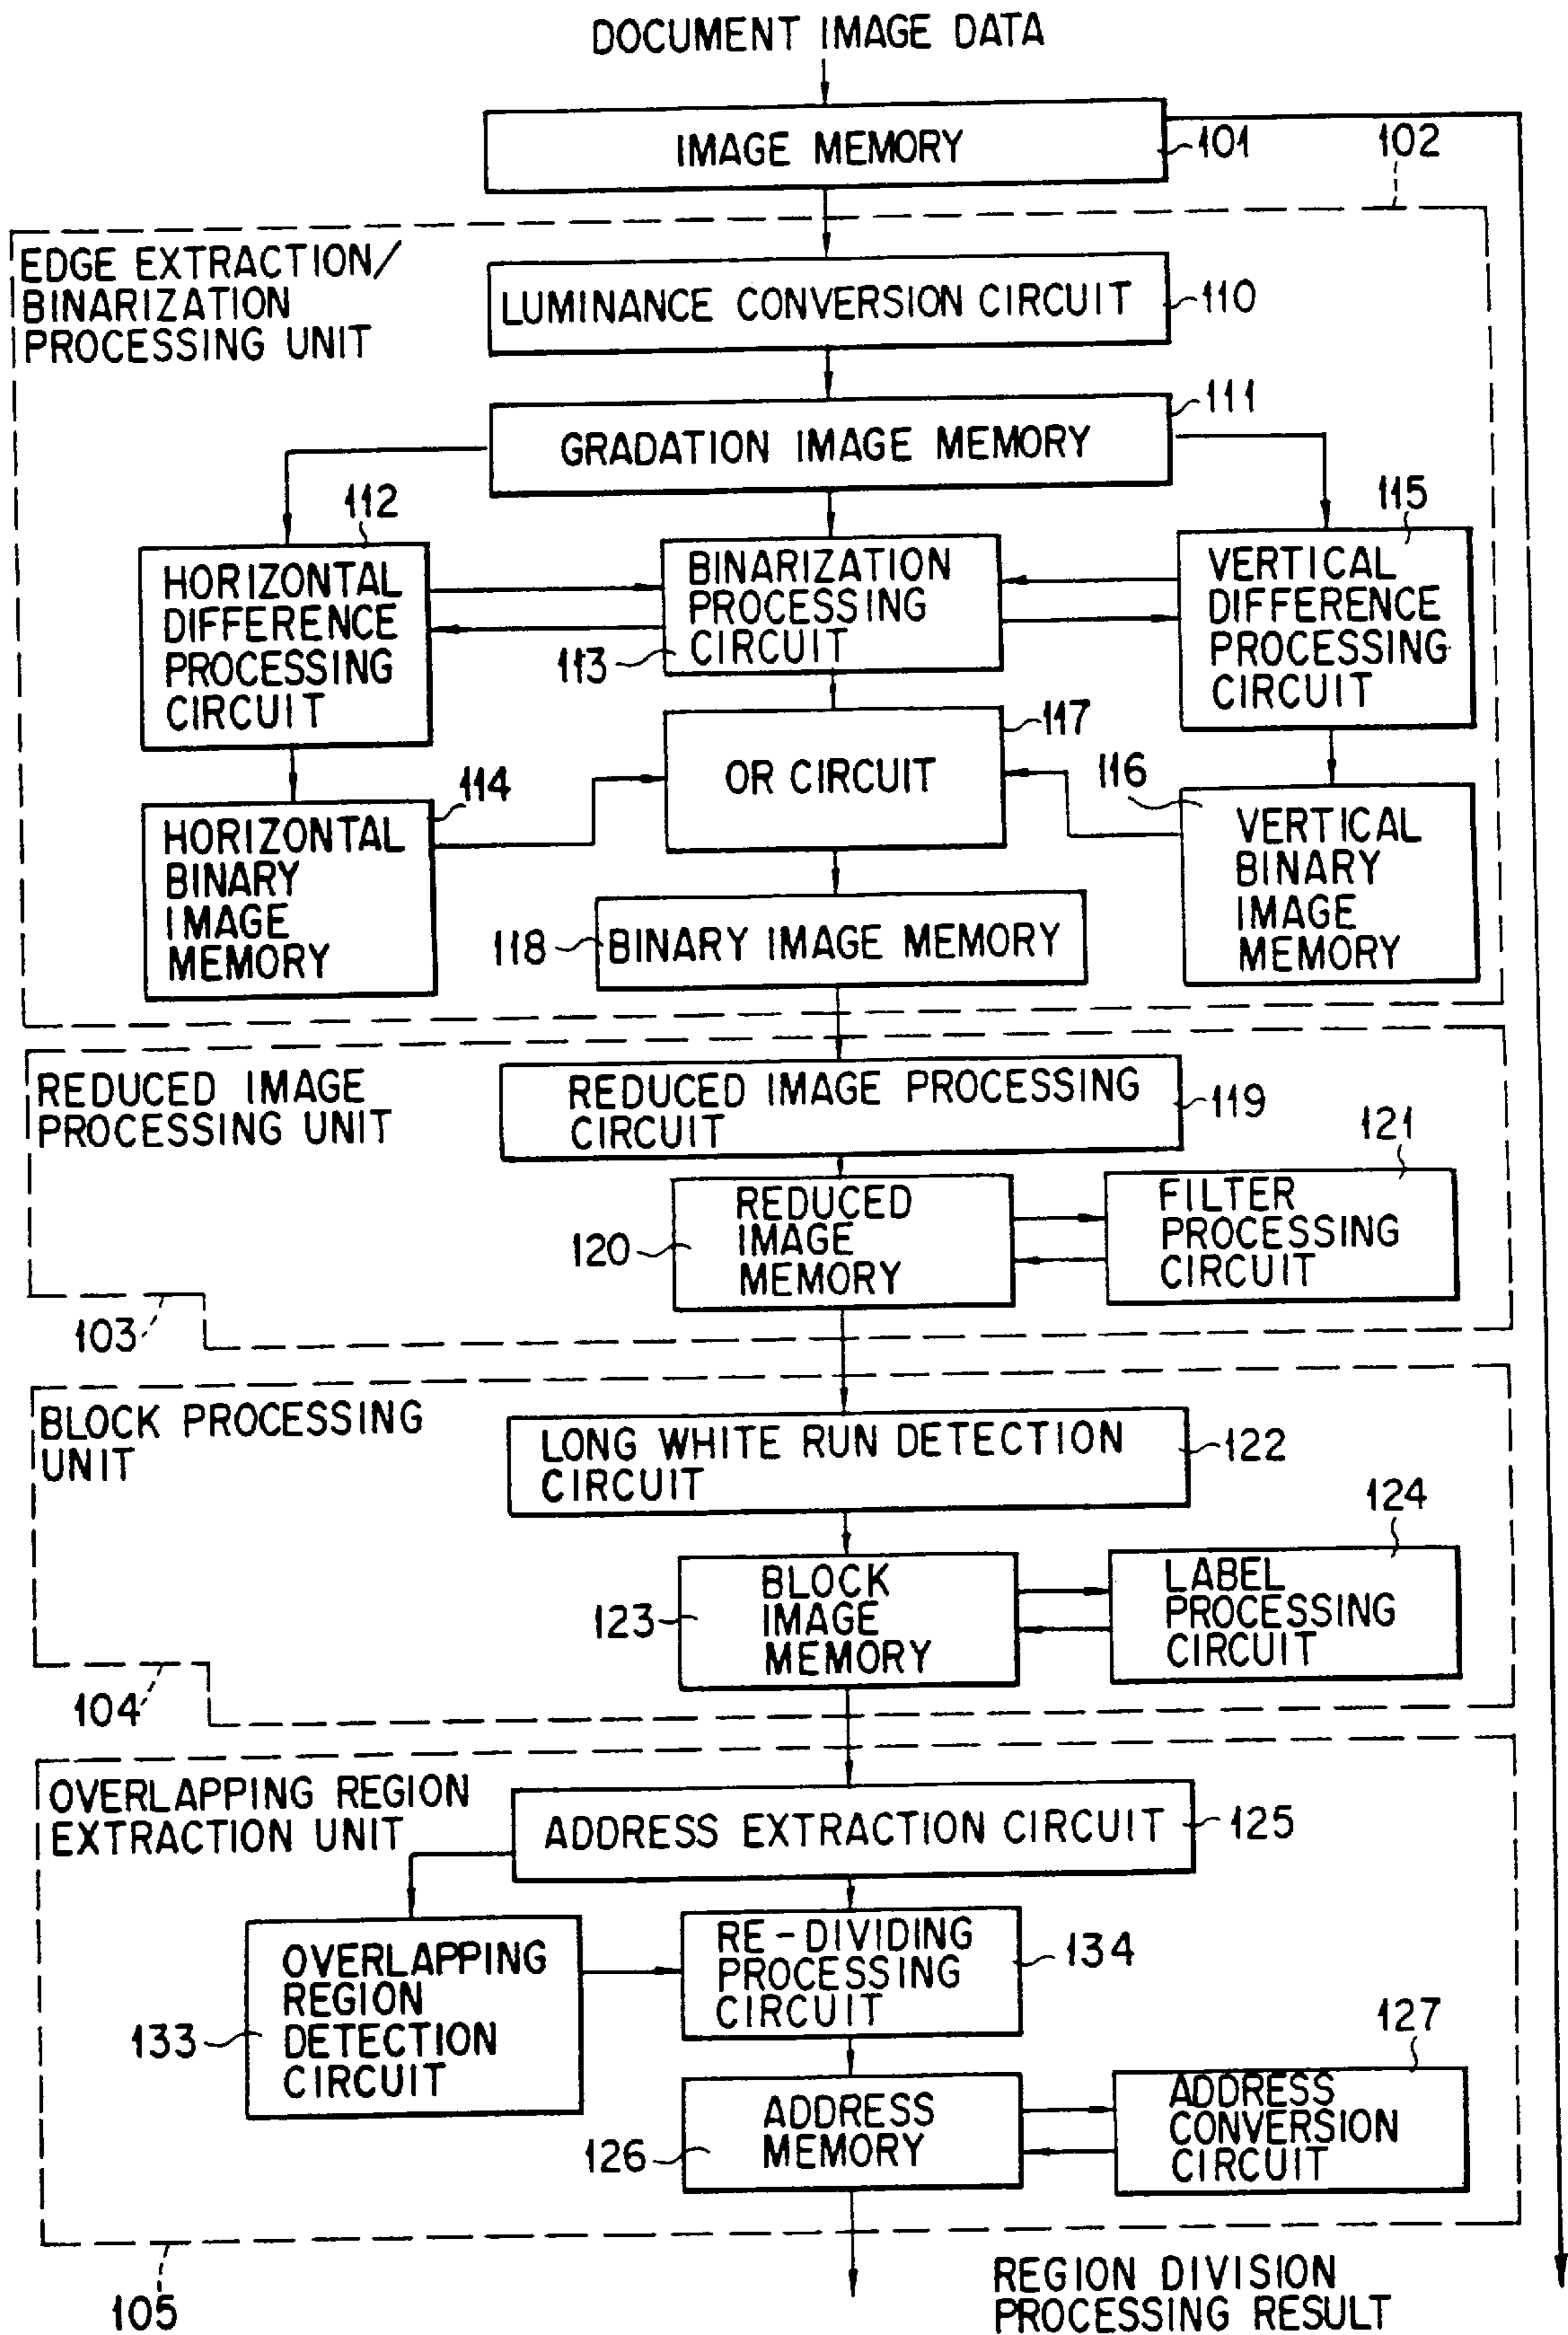 DOCUMENT IMAGE DATA
IMAGE MEMORY
101
102
EDGE EXTRACTION/
BINARIZATION
PROCESSING UNIT
LUMINANCE CONVERSION CIRCUIT
110
111
GRADATION IMAGE MEMORY
112
115
HORIZONTAL
DIFFERENCE
PROCESSING
CIRCUIT
BINARIZATION
PROCESSING
CIRCUIT
113
VERTICAL
DIFFERENCE
PROCESSING
CIRCUIT
117
OR CIRCUIT
114
116
HORIZONTAL
BINARY
IMAGE
MEMORY
VERTICAL
BINARY
IMAGE
MEMORY
118
BINARY IMAGE MEMORY
REDUCED IMAGE
PROCESSING UNIT
REDUCED IMAGE PROCESSING
CIRCUIT
119
121
REDUCED
IMAGE
MEMORY
120
FILTER
PROCESSING
CIRCUIT
103
BLOCK PROCESSING
UNIT
LONG WHITE RUN DETECTION
CIRCUIT
122
124
BLOCK
IMAGE
MEMORY
123
LABEL
PROCESSING
CIRCUIT
104
OVERLAPPING REGION
EXTRACTION UNIT
ADDRESS EXTRACTION CIRCUIT
125
OVERLAPPING
REGION
DETECTION
CIRCUIT
133
RE-DIVIDING
PROCESSING
CIRCUIT
134
127
ADDRESS
MEMORY
126
ADDRESS
CONVERSION
CIRCUIT
105
REGION DIVISION
PROCESSING RESULT